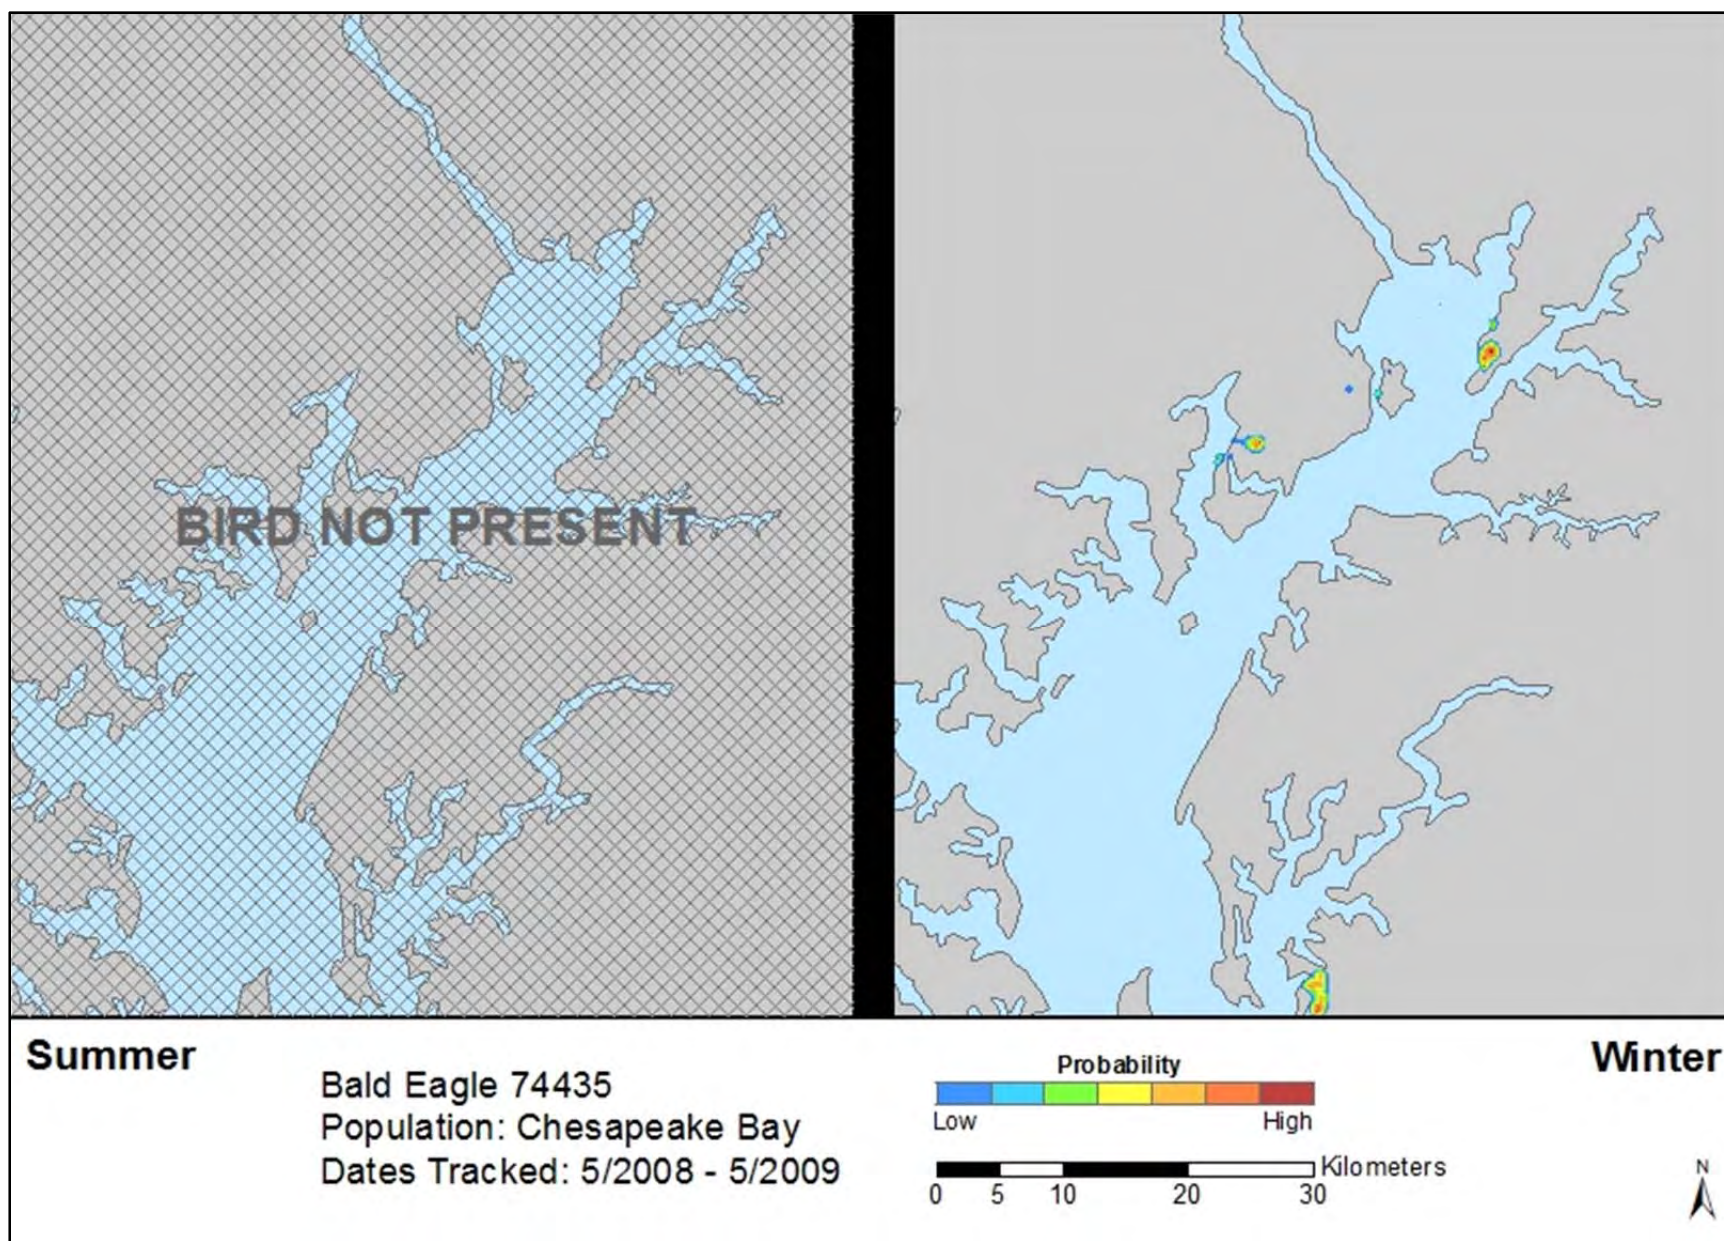 BIRD NOT PRESENT
Summer
Winter
Bald Eagle 74435
Population: Chesapeake Bay
Dates Tracked: 5/2008 - 5/2009
Probability
Low High
Kilometers
0 5 10 20 30
N